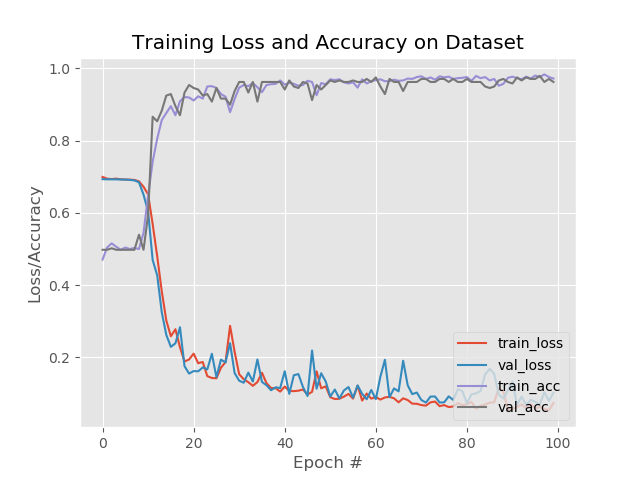 Training Loss and Accuracy on Dataset
1.0
0.8
0.6
0.4
0.2
Loss/Accuracy
train_loss
val_loss
train_acc
val_acc
0 20 40 60 80 100
Epoch #